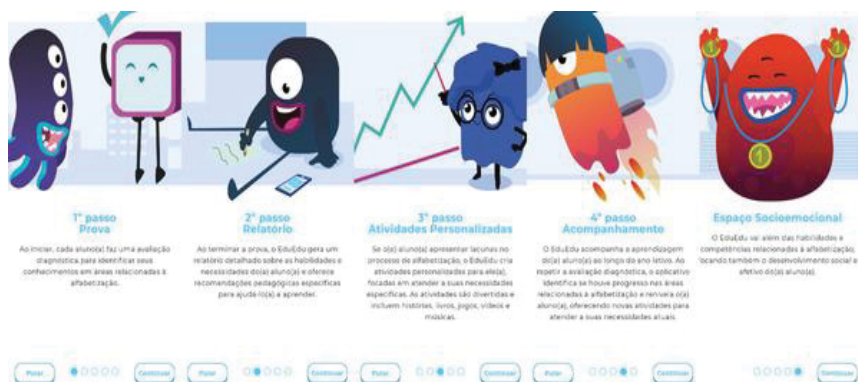 1º passo
Prova
Ao iniciar, cada aluno(a) faz uma avaliação
diagnóstica para identificar seus
conhecimentos em áreas relacionadas à
alfabetização.
Pular
Continuar
2º passo
Relatório
Ao terminar a prova, o EduEdu gera um
relatório detalhado sobre as habilidades e
necessidades do(a) aluno(a) e oferece
recomendações pedagógicas específicas
para ajudá-lo(a) a aprender.
Pular
Continuar
3º passo
Atividades Personalizadas
Se o(a) aluno(a) apresentar lacunas no
processo de alfabetização, o EduEdu cria
atividades personalizadas para ele(a),
focadas em atender a suas necessidades
específicas. As atividades são divertidas e
incluem histórias, livros, jogos, vídeos e
músicas.
Pular
Continuar
4º passo
Acompanhamento
O EduEdu acompanha a aprendizagem
do(a) aluno(a) ao longo do ano letivo. Ao
repetir a avaliação diagnóstica, o aplicativo
identifica se houve progresso nas áreas
relacionadas à alfabetização e reavalia o(a)
aluno(a), oferecendo novas atividades para
atender a suas necessidades atuais.
Pular
Continuar
Espaço Socioemocional
O EduEdu vai além das habilidades e
competências relacionadas à alfabetização,
focando também o desenvolvimento social e
afetivo do(a) aluno(a).
Continuar
1
1
1